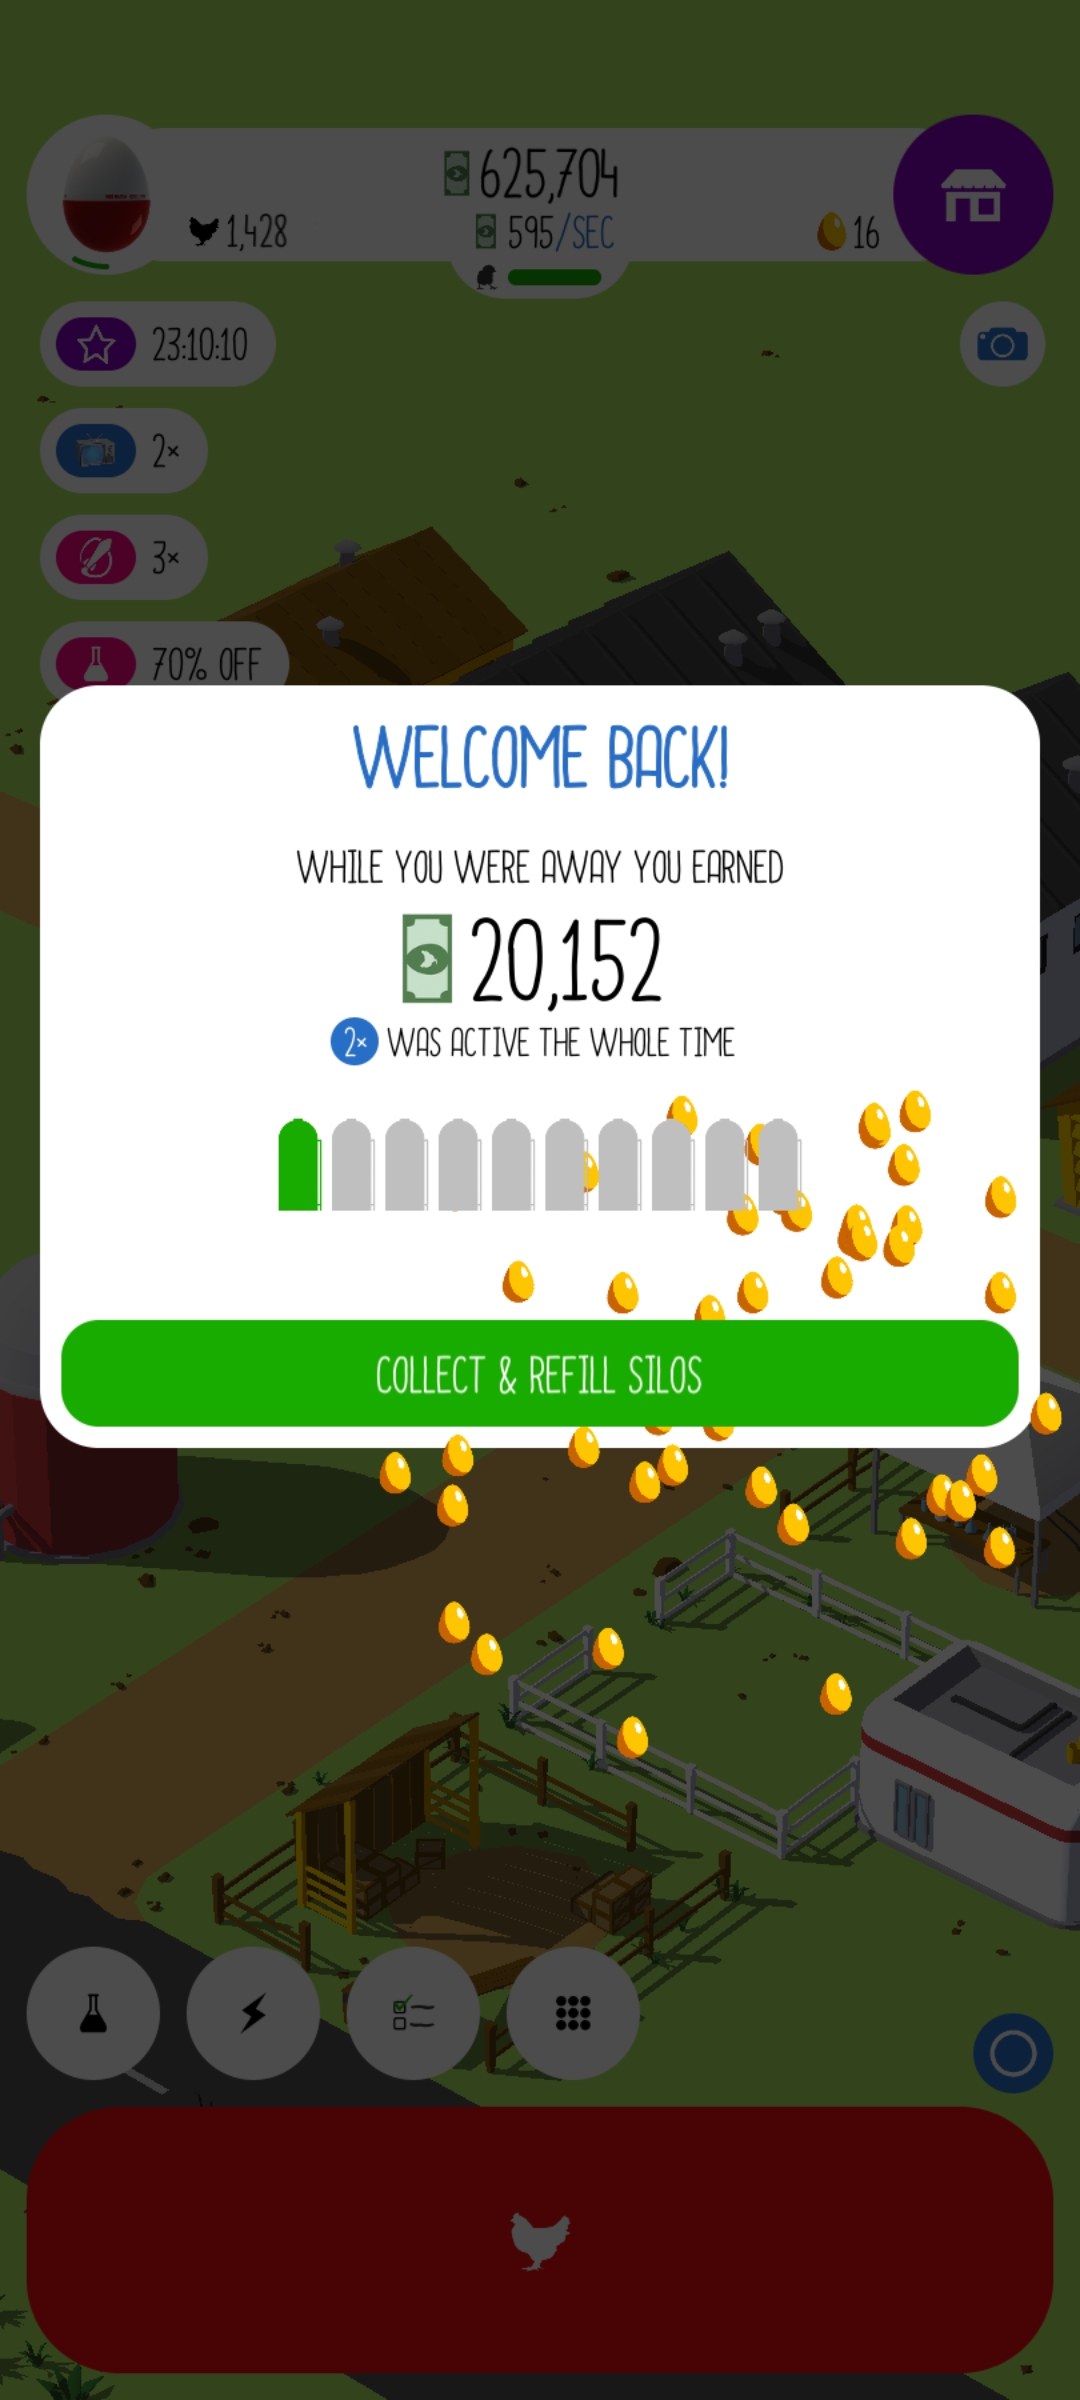 625,704
1,428
595/SEC
16
23:10:10
2×
3×
70% OFF
WELCOME BACK!
WHILE YOU WERE AWAY YOU EARNED
20,152
2× WAS ACTIVE THE WHOLE TIME
COLLECT & REFILL SILOS